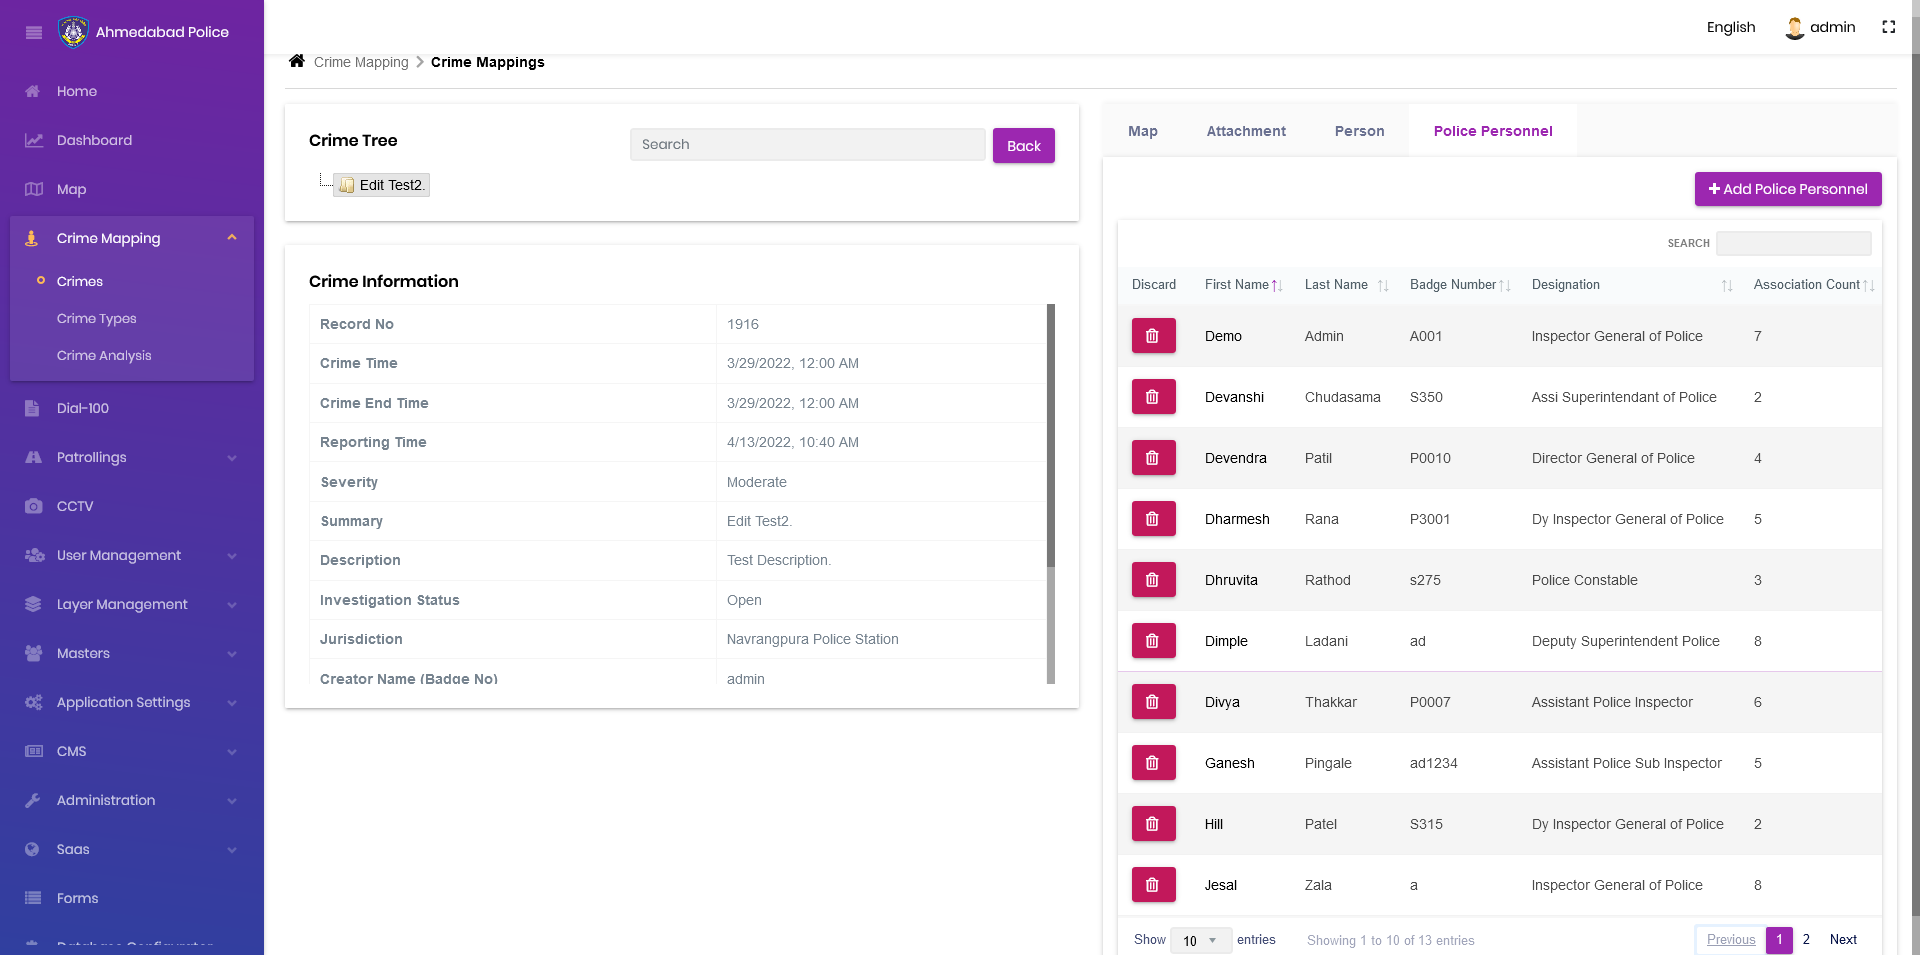 Ahmedabad Police
English
admin
Home
Dashboard
Map
Crime Mapping
Crimes
Crime Types
Crime Analysis
Dial-100
Patrollings
CCTV
User Management
Layer Management
Masters
Application Settings
CMS
Administration
Saas
Forms
Database Configurator
Crime Mapping > Crime Mappings
Crime Tree
Search
Back
Edit Test2.
Crime Information
Record No 1916
Crime Time 3/29/2022, 12:00 AM
Crime End Time 3/29/2022, 12:00 AM
Reporting Time 4/13/2022, 10:40 AM
Severity Moderate
Summary Edit Test2.
Description Test Description.
Investigation Status Open
Jurisdiction Navrangpura Police Station
Creator Name (Badge No) admin
Map Attachment Person Police Personnel
+ Add Police Personnel
SEARCH
Discard First Name Last Name Badge Number Designation Association Count
Demo Admin A001 Inspector General of Police 7
Devanshi Chudasama S350 Assi Superintendant of Police 2
Devendra Patil P0010 Director General of Police 4
Dharmesh Rana P3001 Dy Inspector General of Police 5
Dhruvita Rathod s275 Police Constable 3
Dimple Ladani ad Deputy Superintendent Police 8
Divya Thakkar P0007 Assistant Police Inspector 6
Ganesh Pingale ad1234 Assistant Police Sub Inspector 5
Hill Patel S315 Dy Inspector General of Police 2
Jesal Zala a Inspector General of Police 8
Show 10 entries Showing 1 to 10 of 13 entries Previous 1 2 Next